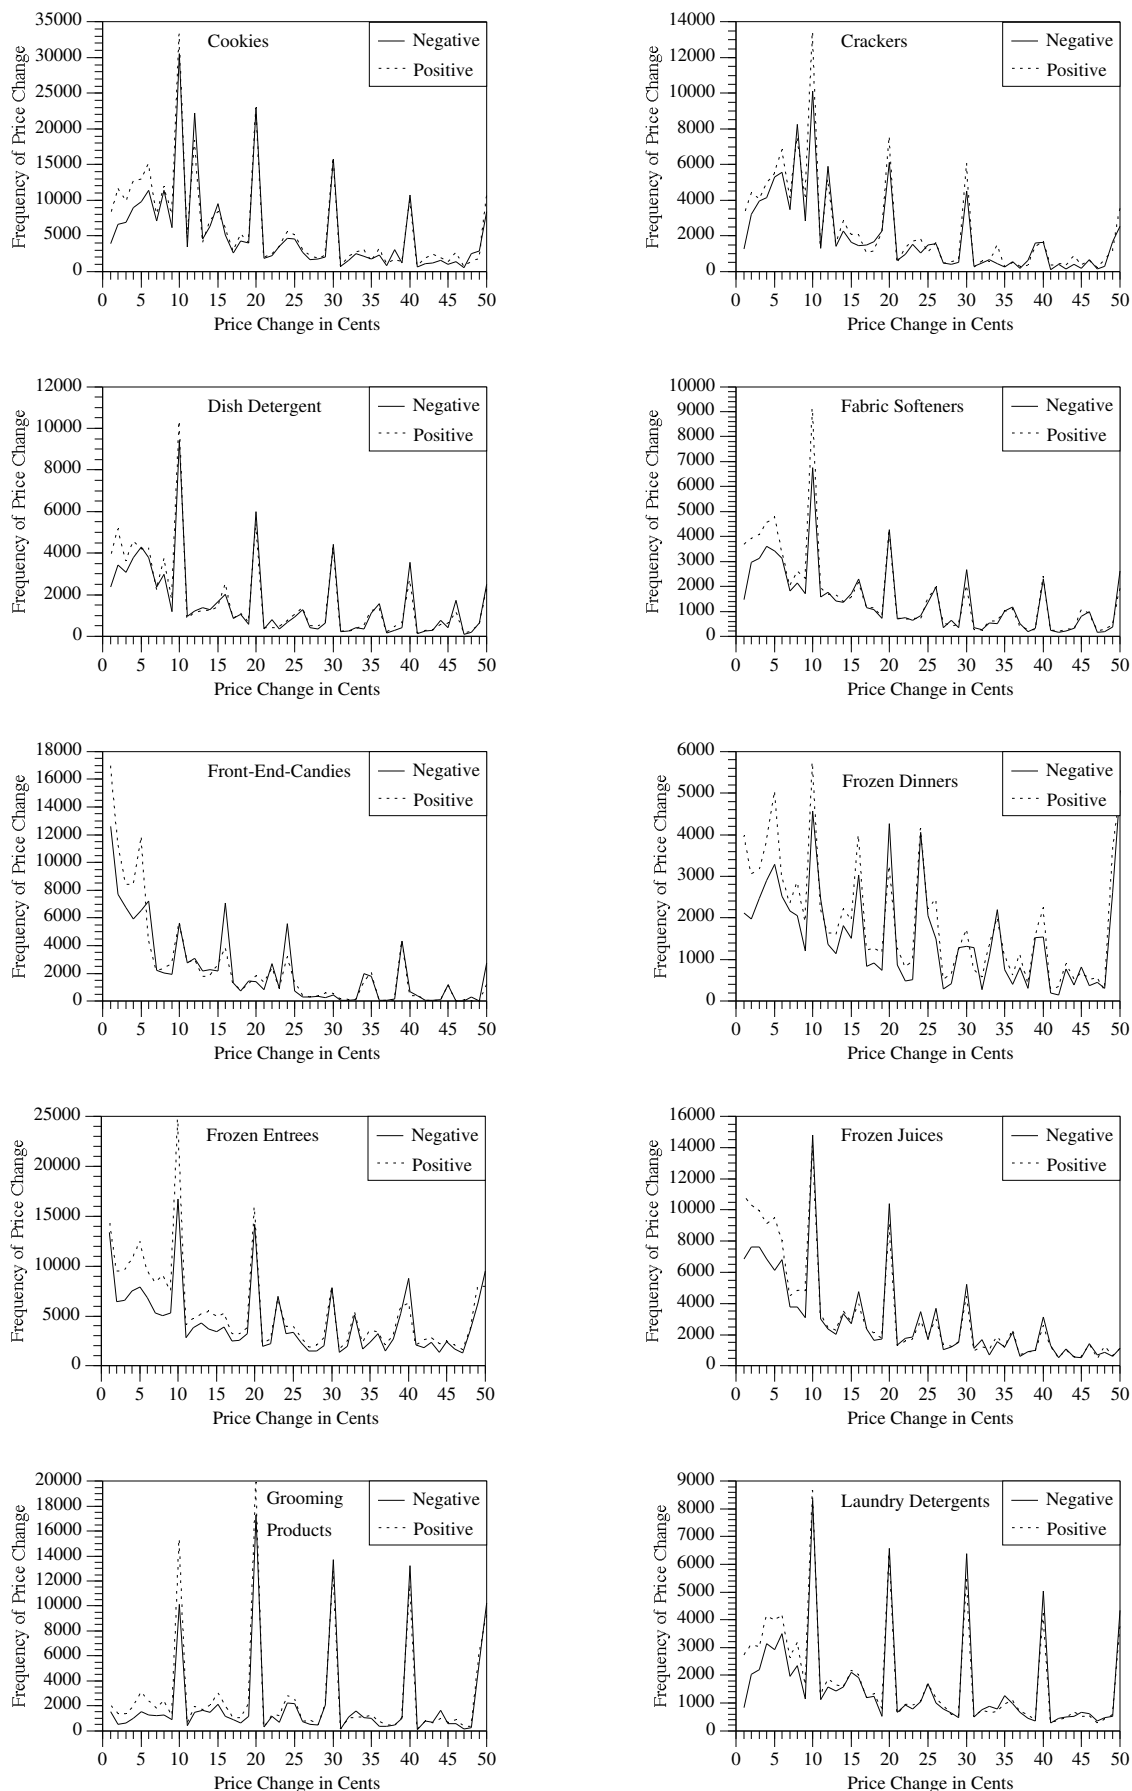 Frequency of Price Change
35000
30000
25000
20000
15000
10000
5000
0
Cookies
Negative
Positive
0 5 10 15 20 25 30 35 40 45 50
Price Change in Cents
Frequency of Price Change
14000
12000
10000
8000
6000
4000
2000
0
Crackers
Negative
Positive
0 5 10 15 20 25 30 35 40 45 50
Price Change in Cents
Frequency of Price Change
12000
10000
8000
6000
4000
2000
0
Dish Detergent
Negative
Positive
0 5 10 15 20 25 30 35 40 45 50
Price Change in Cents
Frequency of Price Change
10000
9000
8000
7000
6000
5000
4000
3000
2000
1000
0
Fabric Softeners
Negative
Positive
0 5 10 15 20 25 30 35 40 45 50
Price Change in Cents
Frequency of Price Change
18000
16000
14000
12000
10000
8000
6000
4000
2000
0
Front-End-Candies
Negative
Positive
0 5 10 15 20 25 30 35 40 45 50
Price Change in Cents
Frequency of Price Change
6000
5000
4000
3000
2000
1000
0
Frozen Dinners
Negative
Positive
0 5 10 15 20 25 30 35 40 45 50
Price Change in Cents
Frequency of Price Change
25000
20000
15000
10000
5000
0
Frozen Entrees
Negative
Positive
0 5 10 15 20 25 30 35 40 45 50
Price Change in Cents
Frequency of Price Change
16000
14000
12000
10000
8000
6000
4000
2000
0
Frozen Juices
Negative
Positive
0 5 10 15 20 25 30 35 40 45 50
Price Change in Cents
Frequency of Price Change
20000
18000
16000
14000
12000
10000
8000
6000
4000
2000
0
Grooming
Products
Negative
Positive
0 5 10 15 20 25 30 35 40 45 50
Price Change in Cents
Frequency of Price Change
9000
8000
7000
6000
5000
4000
3000
2000
1000
0
Laundry Detergents
Negative
Positive
0 5 10 15 20 25 30 35 40 45 50
Price Change in Cents